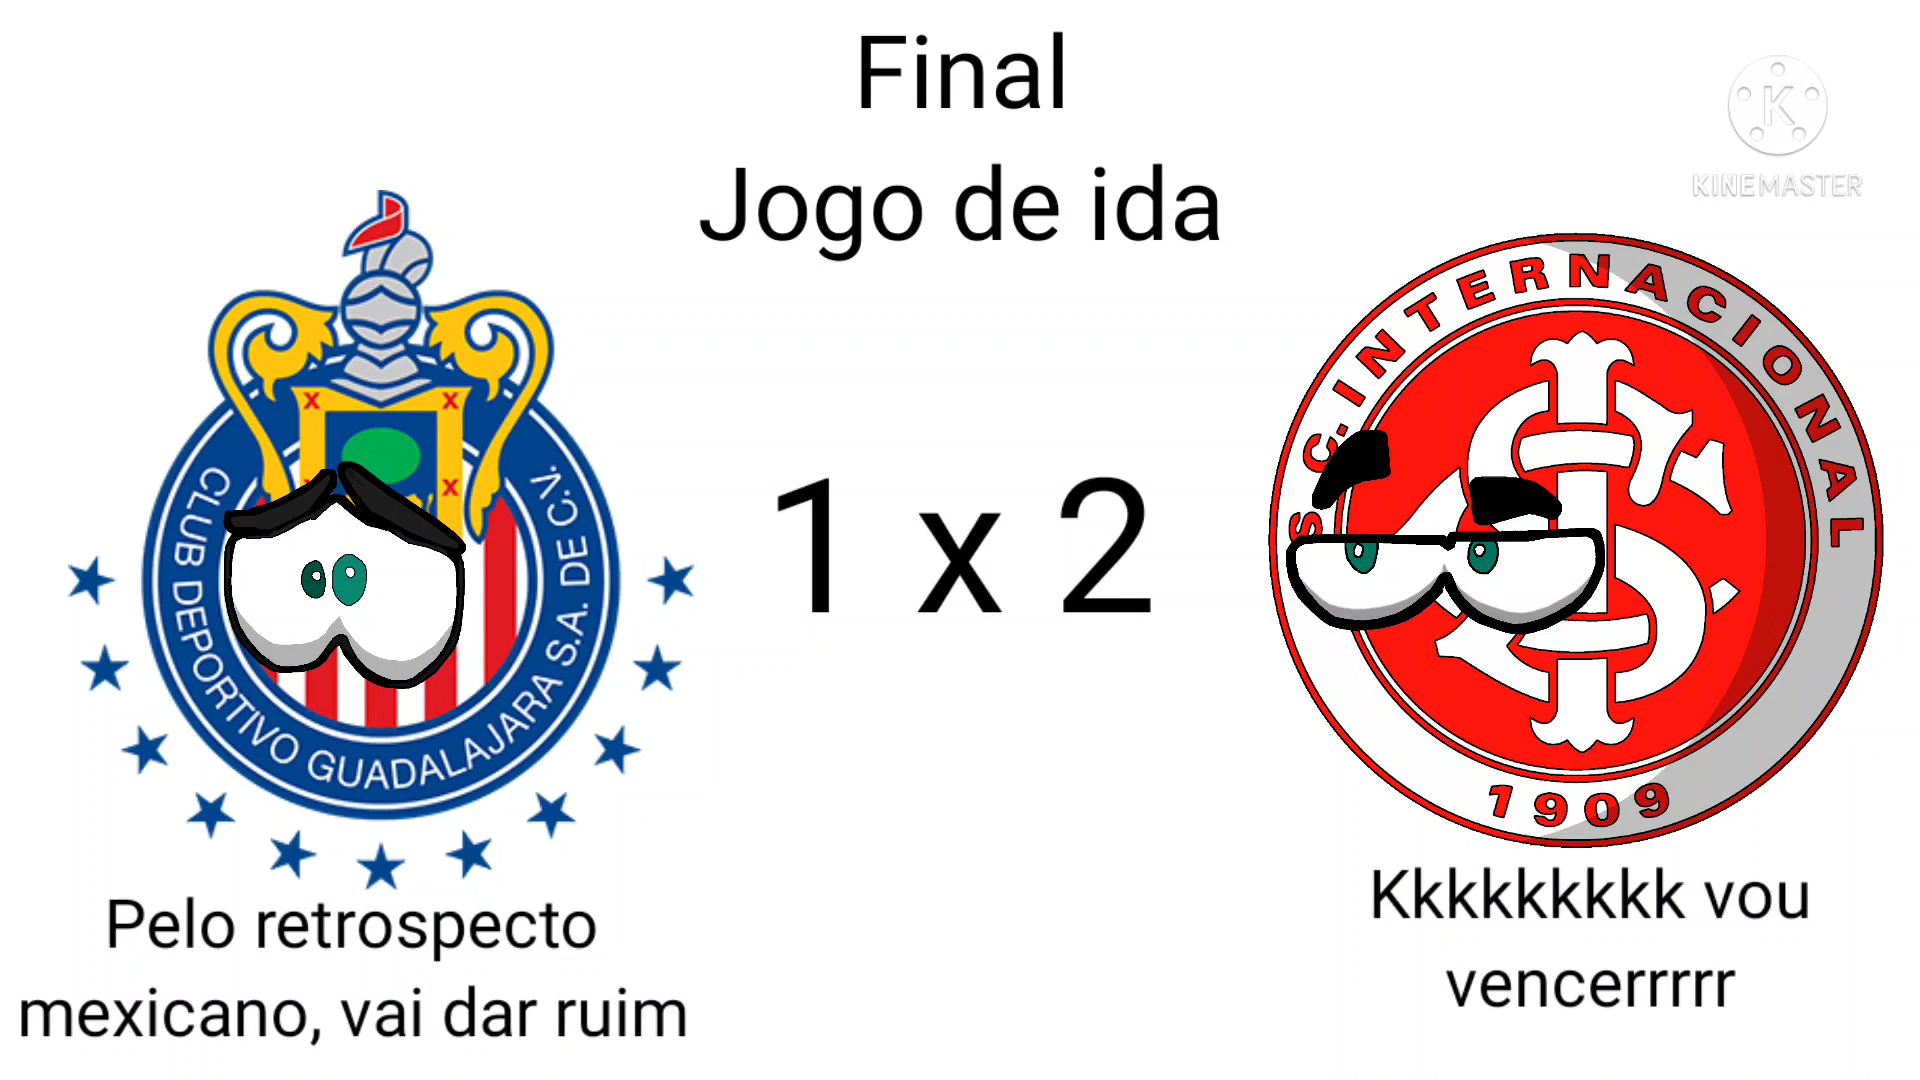 Final
Jogo de ida
KINEMASTER
K
CLUB DEPORTIVO GUADALAJARA S.A. DE C.V.
x x
x
1 x 2
S.C.INTERNACIONAL
1909
Pelo retrospecto
mexicano, vai dar ruim
Kkkkkkkkk vou
vencerrrrr